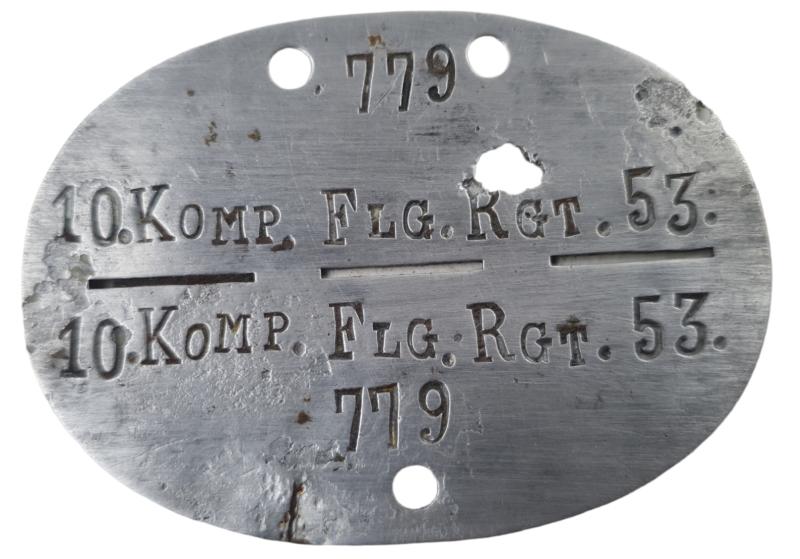 779
10.KOMP. FLG. RGT. 53.
10.KOMP. FLG. RGT. 53.
779